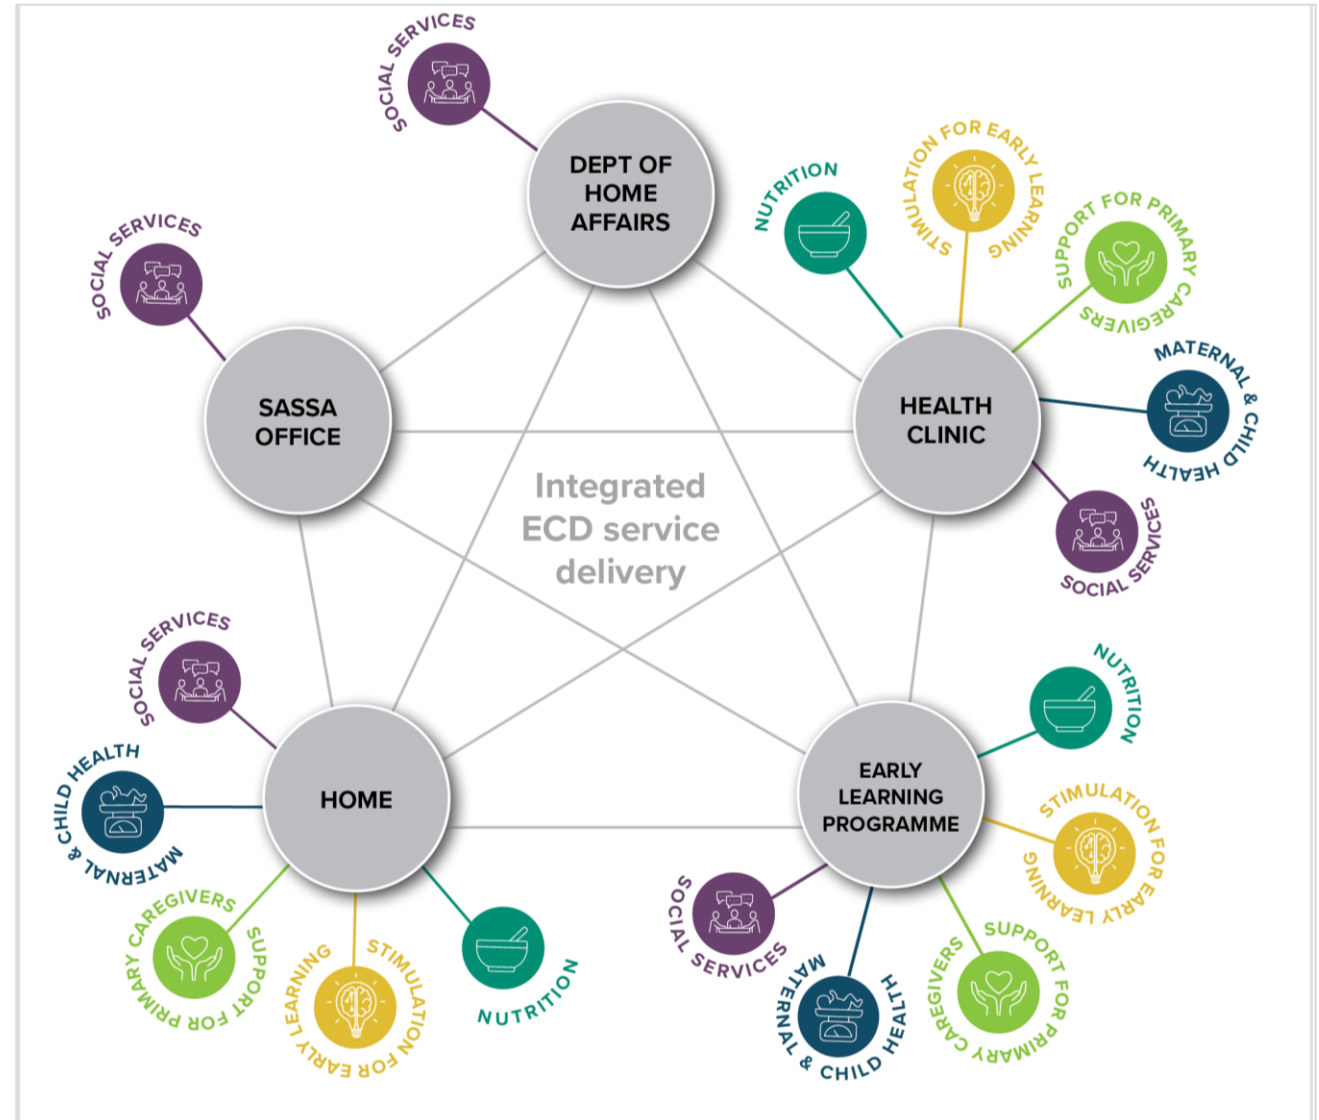 SOCIAL SERVICES
DEPT OF
HOME
AFFAIRS
NUTRITION
STIMULATION FOR EARLY LEARNING
SUPPORT FOR PRIMARY CAREGIVERS
MATERNAL & CHILD HEALTH
SOCIAL SERVICES
HEALTH
CLINIC
SOCIAL SERVICES
SASSA
OFFICE
Integrated
ECD service
delivery
SOCIAL SERVICES
MATERNAL & CHILD HEALTH
SUPPORT FOR PRIMARY CAREGIVERS
STIMULATION FOR EARLY LEARNING
NUTRITION
HOME
NUTRITION
STIMULATION FOR EARLY LEARNING
SUPPORT FOR PRIMARY CAREGIVERS
MATERNAL & CHILD HEALTH
SOCIAL SERVICES
EARLY
LEARNING
PROGRAMME